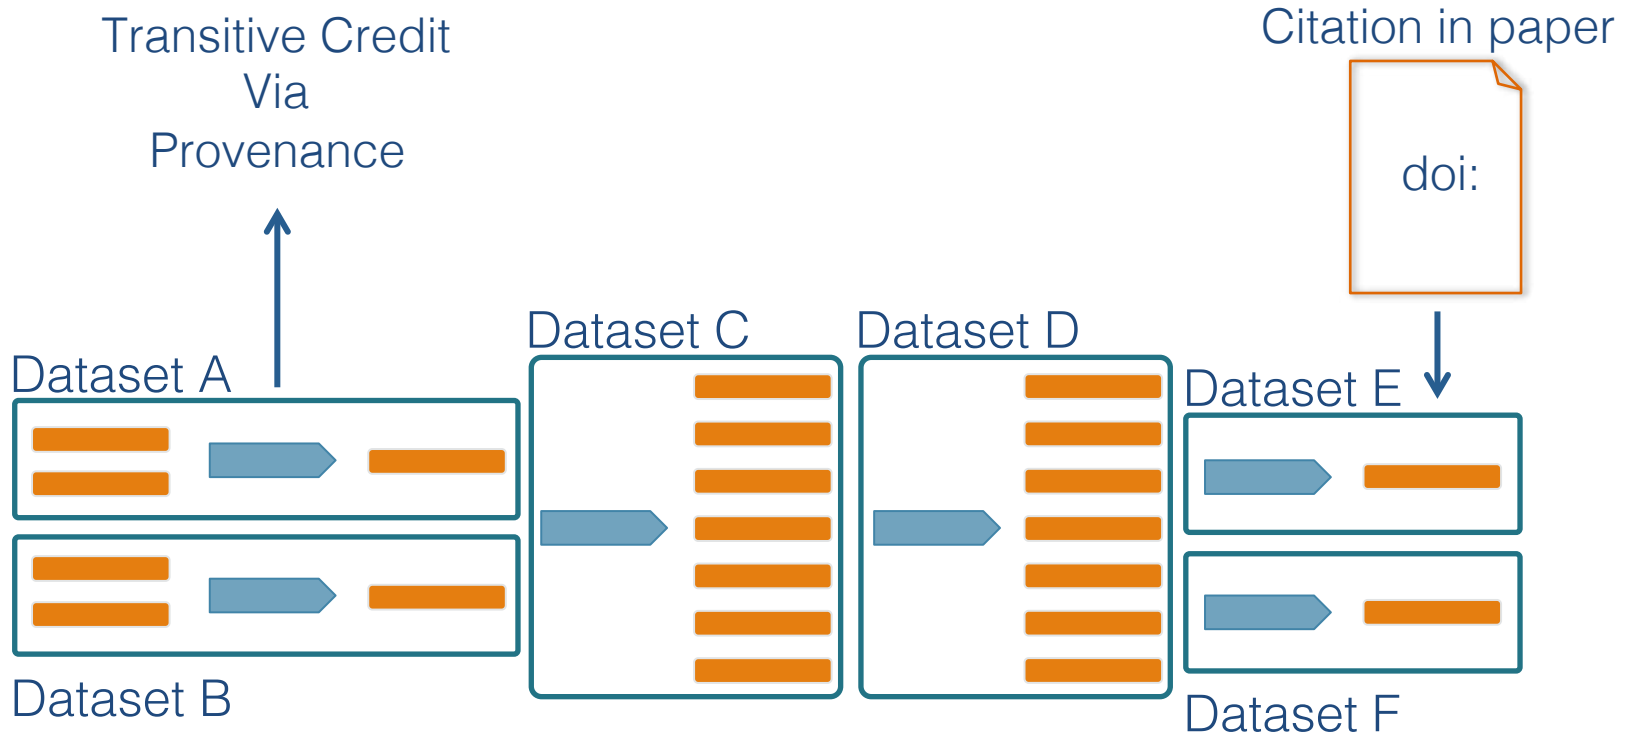 Transitive Credit
Via
Provenance
Citation in paper
doi:
Dataset A
Dataset B
Dataset C
Dataset D
Dataset E
Dataset F